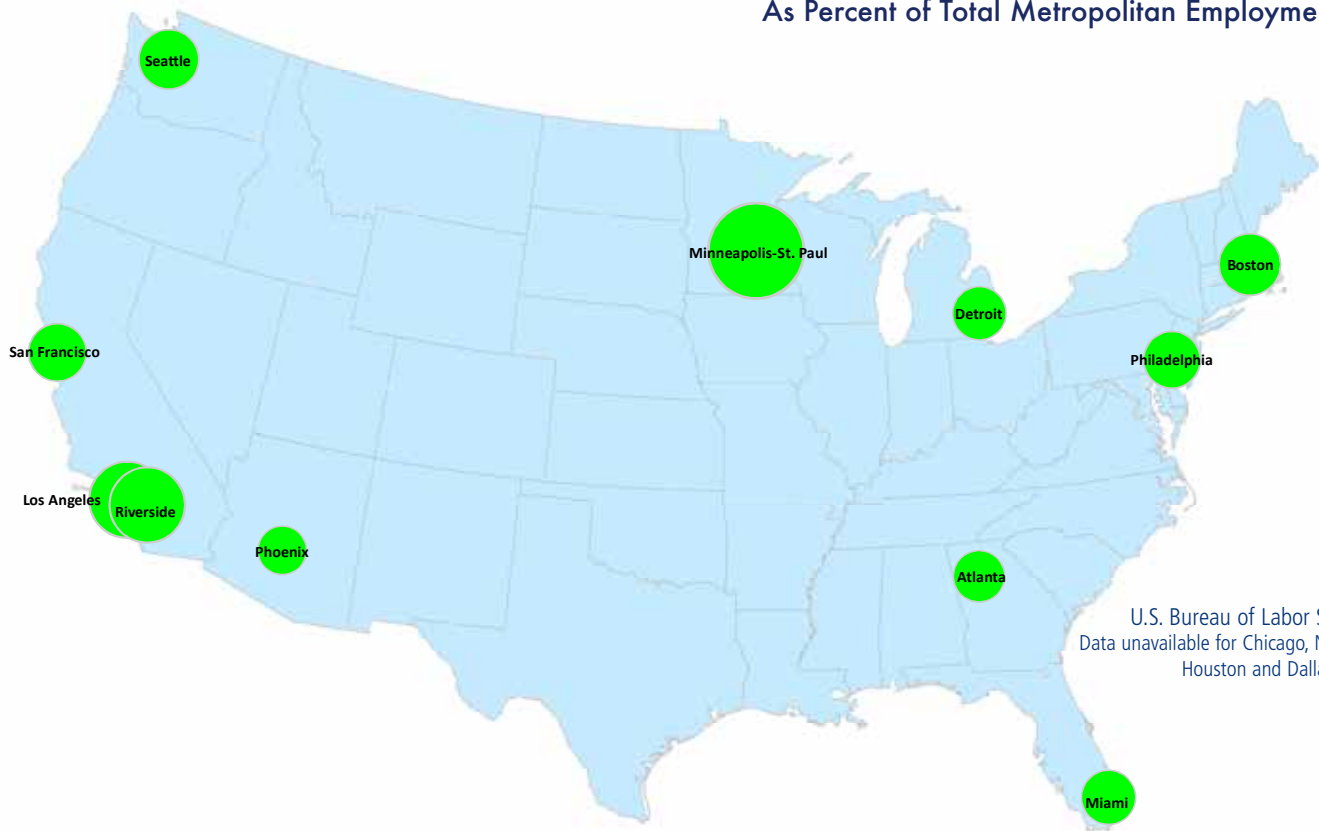 As Percent of Total Metropolitan Employme
Seattle
Minneapolis-St. Paul
Boston
Detroit
San Francisco
Philadelphia
Los Angeles
Riverside
Phoenix
Atlanta
U.S. Bureau of Labor S
Data unavailable for Chicago, N
Houston and Dalla
Miami